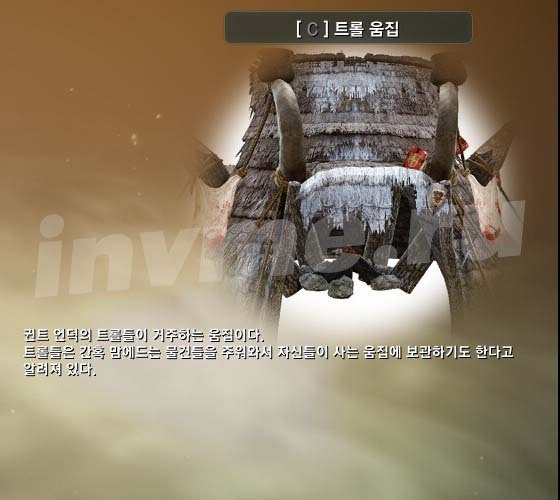 [ C ] 트롤 움집
invme.ru
퀸트 언덕의 트롤들이 거주하는 움집이다.
트롤들은 간혹 맘에드는 물건들을 주워와서 자신들이 사는 움집에 보관하기도 한다고
알려져 있다.